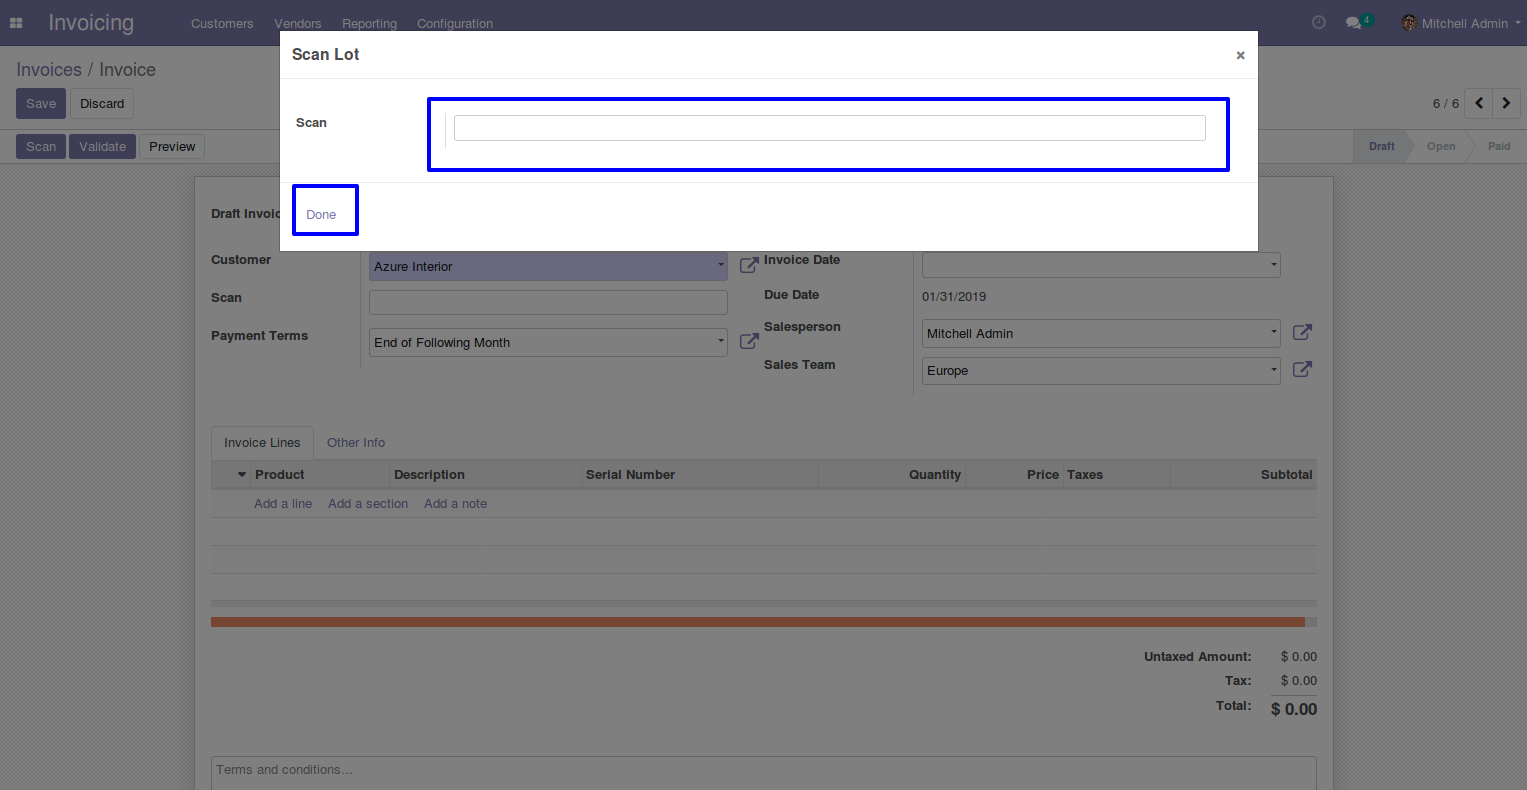 Invoicing Customers Vendors Reporting Configuration 4 Mitchell Admin
Scan Lot ×
Invoices / Invoice
Save Discard 6 / 6
Scan
Scan Validate Preview Draft Open Paid
Done
Draft Invoic
Customer Azure Interior Invoice Date
Scan Due Date 01/31/2019
Payment Terms End of Following Month Salesperson Mitchell Admin
Sales Team Europe
Invoice Lines Other Info
Product Description Serial Number Quantity Price Taxes Subtotal
Add a line Add a section Add a note
Untaxed Amount: $ 0.00
Tax: $ 0.00
Total: $ 0.00
Terms and conditions...